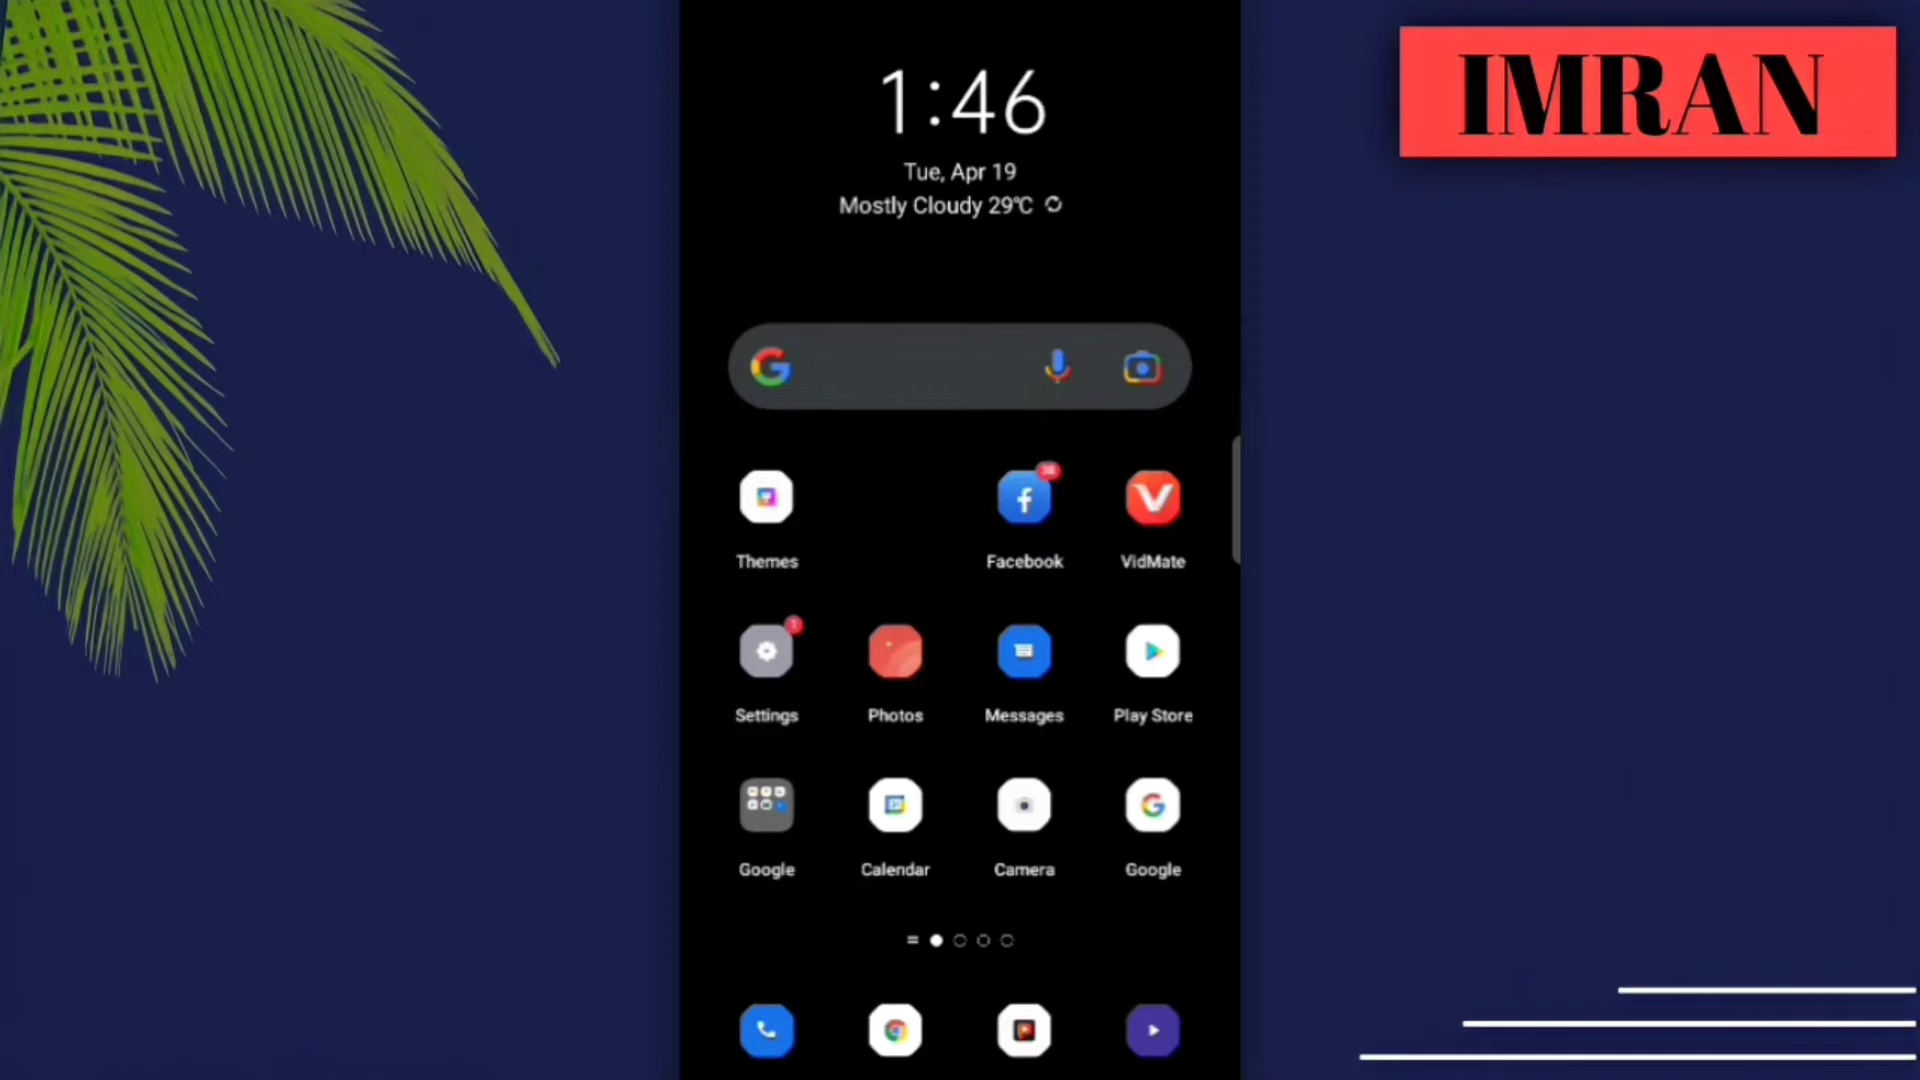 IMRAN
1:46
Tue, Apr 19
Mostly Cloudy 29°C
Themes
Facebook
VidMate
1
Settings
Photos
Messages
Play Store
Google
Calendar
Camera
Google